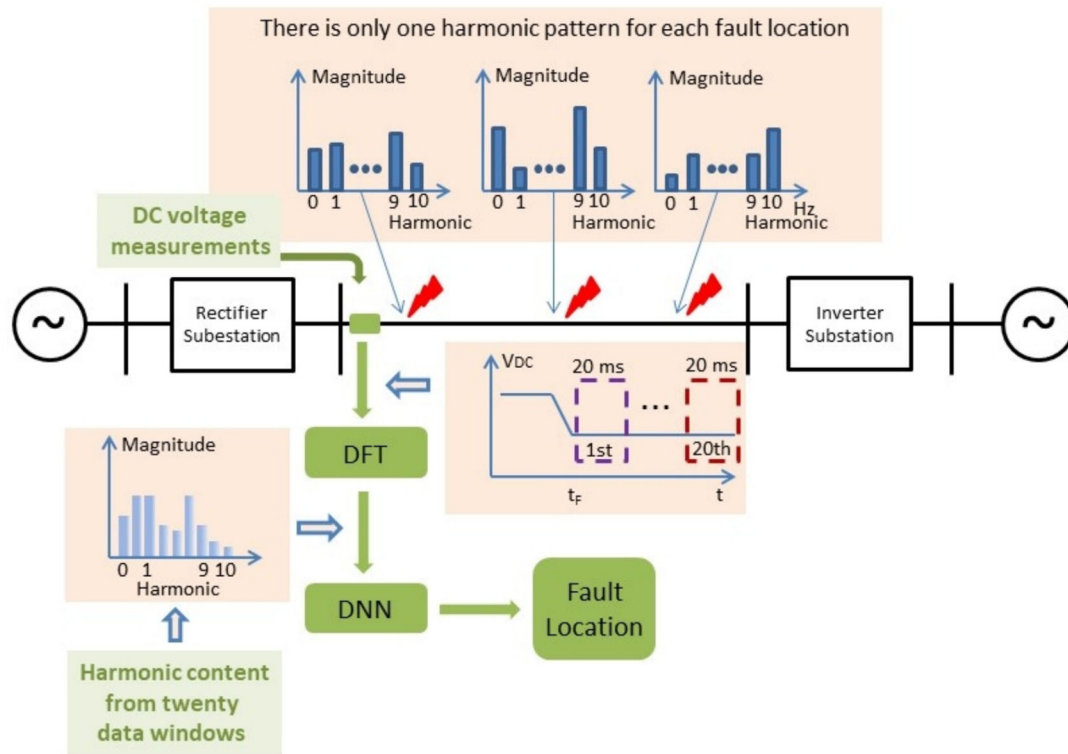 There is only one harmonic pattern for each fault location
Magnitude
0 1 ••• 9 10
Harmonic
Magnitude
0 1 ••• 9 10
Harmonic
Magnitude
0 1 ••• 9 10
Hz
Harmonic
DC voltage
measurements
~
Rectifier
Subestation
Inverter
Substation
~
VDC
20 ms
...
20 ms
1st
20th
tF
t
DFT
Magnitude
0 1 9 10
Harmonic
DNN
Fault
Location
Harmonic content
from twenty
data windows